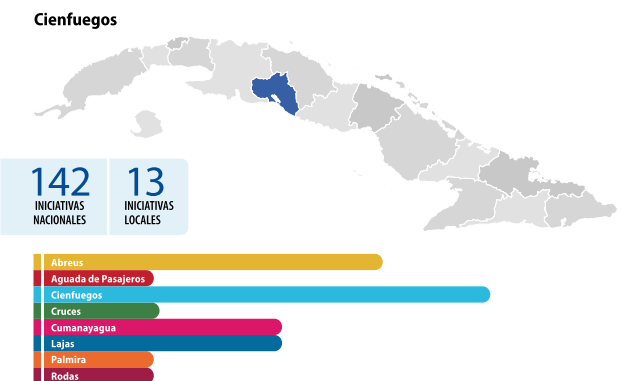 Cienfuegos
142
INICIATIVAS
NACIONALES
13
INICIATIVAS
LOCALES
Abreus
Aguada de Pasajeros
Cienfuegos
Cruces
Cumanayagua
Lajas
Palmira
Rodas